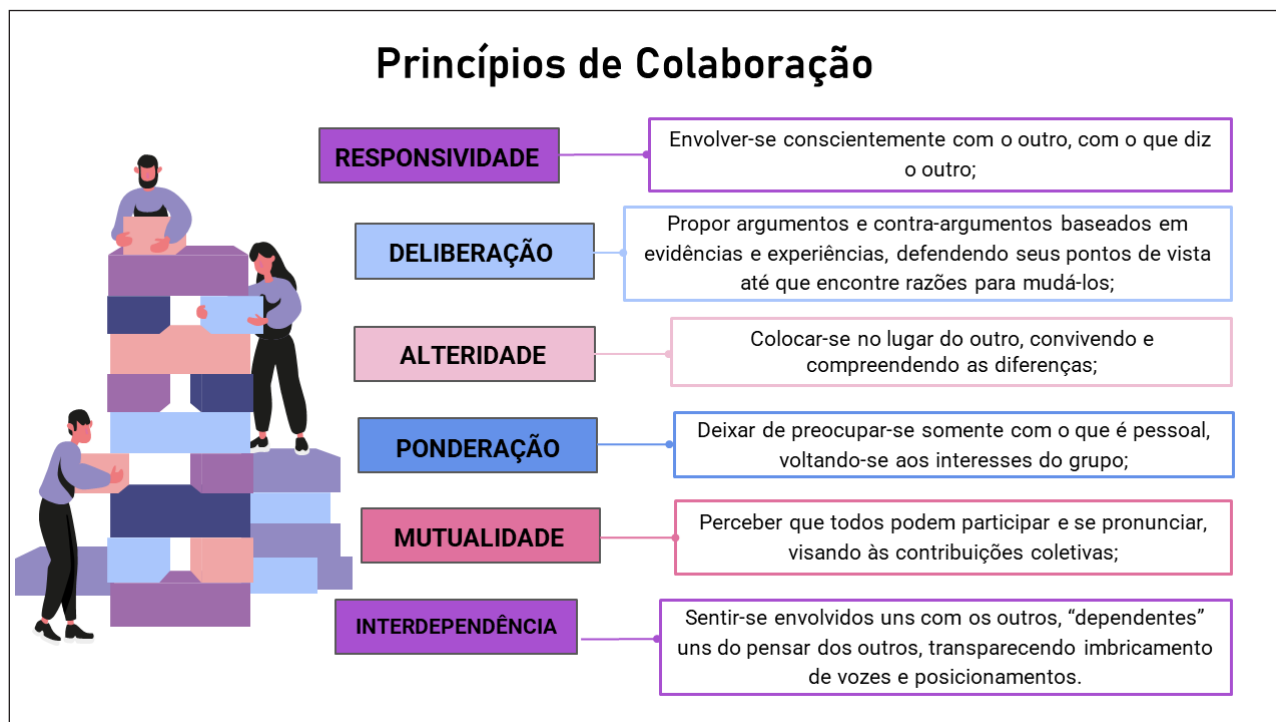 Princípios de Colaboração
RESPONSIVIDADE
Envolver-se conscientemente com o outro, com o que diz
o outro;
DELIBERAÇÃO
Propor argumentos e contra-argumentos baseados em
evidências e experiências, defendendo seus pontos de vista
até que encontre razões para mudá-los;
ALTERIDADE
Colocar-se no lugar do outro, convivendo e
compreendendo as diferenças;
PONDERAÇÃO
Deixar de preocupar-se somente com o que é pessoal,
voltando-se aos interesses do grupo;
MUTUALIDADE
Perceber que todos podem participar e se pronunciar,
visando às contribuições coletivas;
INTERDEPENDÊNCIA
Sentir-se envolvidos uns com os outros, “dependentes”
uns do pensar dos outros, transparecendo imbricamento
de vozes e posicionamentos.